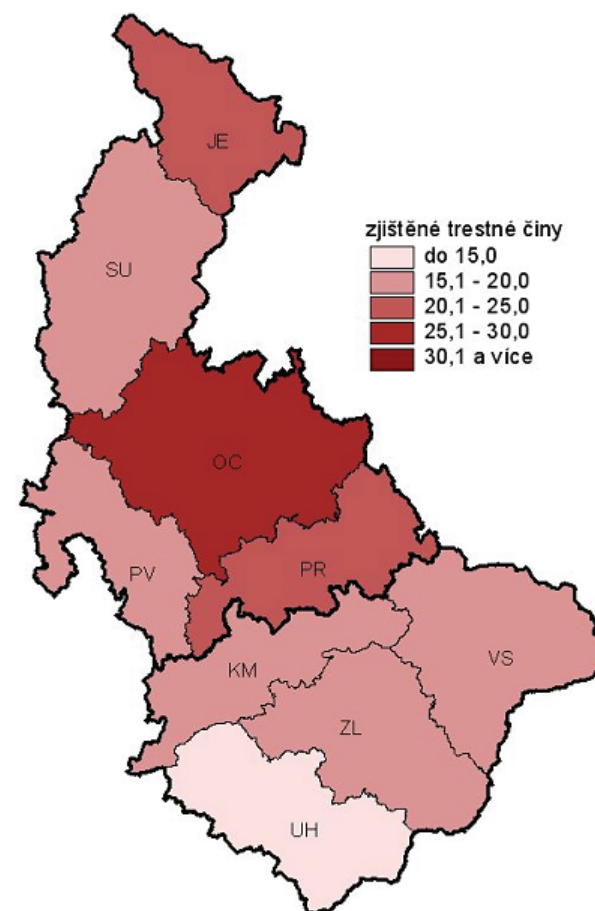 JE
SU
zjištěné trestné činy
do 15,0
15,1 - 20,0
20,1 - 25,0
25,1 - 30,0
30,1 a více
OC
PV
PR
KM
VS
ZL
UH